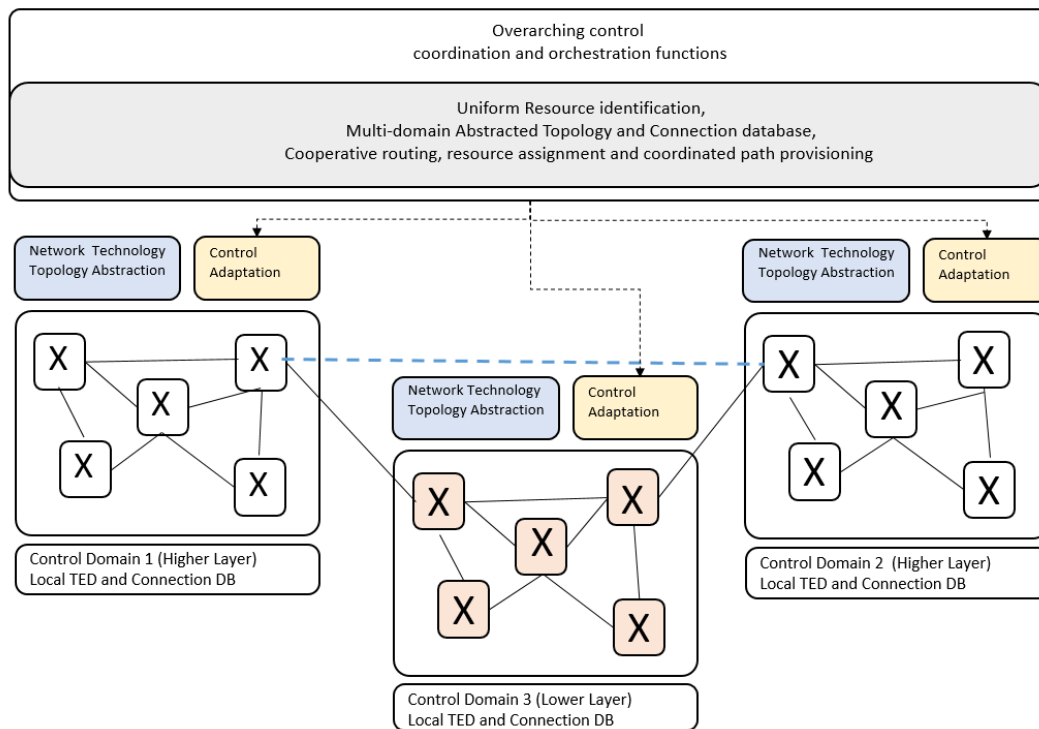 Overarching control
coordination and orchestration functions
Uniform Resource identification,
Multi-domain Abstracted Topology and Connection database,
Cooperative routing, resource assignment and coordinated path provisioning
Network Technology
Topology Abstraction
Control
Adaptation
Network Technology
Topology Abstraction
Control
Adaptation
X
X
X
X
X
Network Technology
Topology Abstraction
Control
Adaptation
X
X
X
X
X
X
X
X
X
X
Control Domain 1 (Higher Layer)
Local TED and Connection DB
Control Domain 2 (Higher Layer)
Local TED and Connection DB
Control Domain 3 (Lower Layer)
Local TED and Connection DB